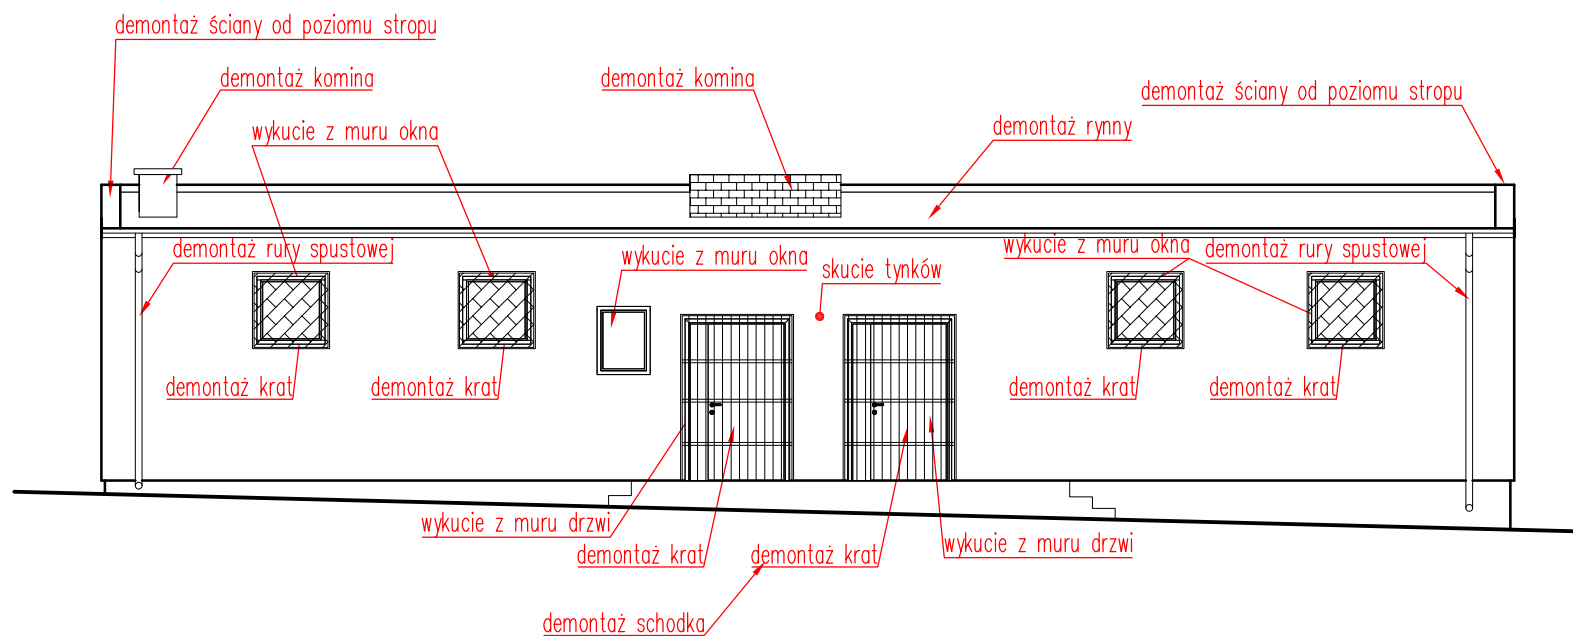 demontaż ściany od poziomu stropu
demontaż komina
demontaż komina
demontaż ściany od poziomu stropu
wykucie z muru okna
demontaż rynny
demontaż rury spustowej
wykucie z muru okna
skucie tynków
wykucie z muru okna
demontaż rury spustowej
demontaż krat
demontaż krat
demontaż krat
demontaż krat
wykucie z muru drzwi
demontaż krat
demontaż krat
wykucie z muru drzwi
demontaż schodka